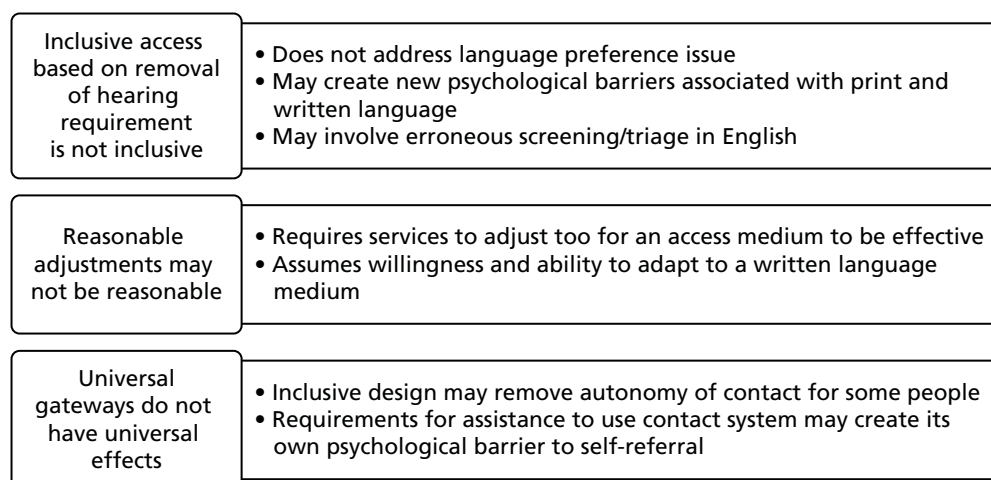 Inclusive access
based on removal
of hearing
requirement
is not inclusive
• Does not address language preference issue
• May create new psychological barriers associated with print and
written language
• May involve erroneous screening/triage in English
Reasonable
adjustments may
not be reasonable
• Requires services to adjust too for an access medium to be effective
• Assumes willingness and ability to adapt to a written language
medium
Universal
gateways do not
have universal
effects
• Inclusive design may remove autonomy of contact for some people
• Requirements for assistance to use contact system may create its
own psychological barrier to self-referral